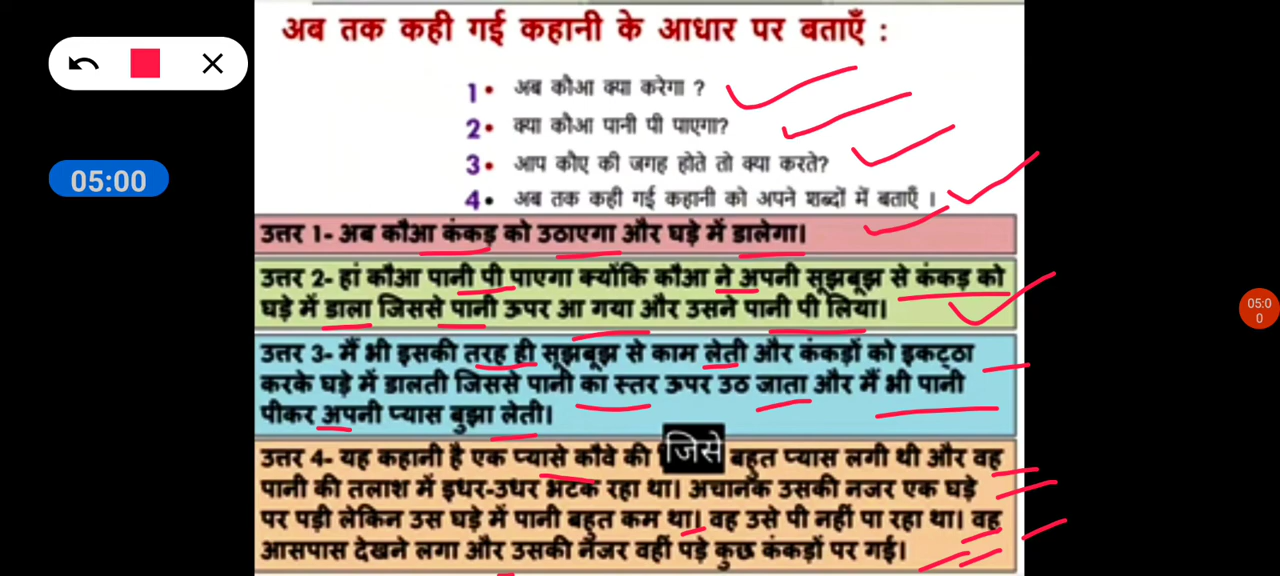 अब तक कही गई कहानी के आधार पर बताएँ :
1• अब कौआ क्या करेगा ?
2• क्या कौआ पानी पी पाएगा?
3• आप कौए की जगह होते तो क्या करते?
4• अब तक कही गई कहानी को अपने शब्दों में बताएँ ।
05:00
उत्तर 1- अब कौआ कंकड़ को उठाएगा और घड़े में डालेगा।
उत्तर 2- हां कौआ पानी पी पाएगा क्योंकि कौआ ने अपनी सूझबूझ से कंकड़ को
घड़े में डाला जिससे पानी ऊपर आ गया और उसने पानी पी लिया।
05:0
0
उत्तर 3- मैं भी इसकी तरह ही सूझबूझ से काम लेती और कंकड़ों को इकट्ठा
करके घड़े में डालती जिससे पानी का स्तर ऊपर उठ जाता और मैं भी पानी
पीकर अपनी प्यास बुझा लेती।
उत्तर 4- यह कहानी है एक प्यासे कौवे की जिसे बहुत प्यास लगी थी और वह
पानी की तलाश में इधर-उधर भटक रहा था। अचानक उसकी नजर एक घड़े
पर पड़ी लेकिन उस घड़े में पानी बहुत कम था। वह उसे पी नहीं पा रहा था। वह
आसपास देखने लगा और उसकी नजर वहीं पड़े कुछ कंकड़ों पर गई।